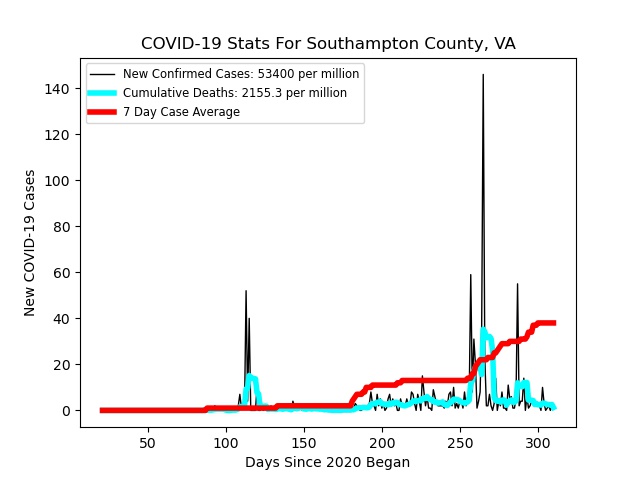 COVID-19 Stats For Southampton County, VA
New Confirmed Cases: 53400 per million
Cumulative Deaths: 2155.3 per million
7 Day Case Average
New COVID-19 Cases
140
120
100
80
60
40
20
0
50 100 150 200 250 300
Days Since 2020 Began